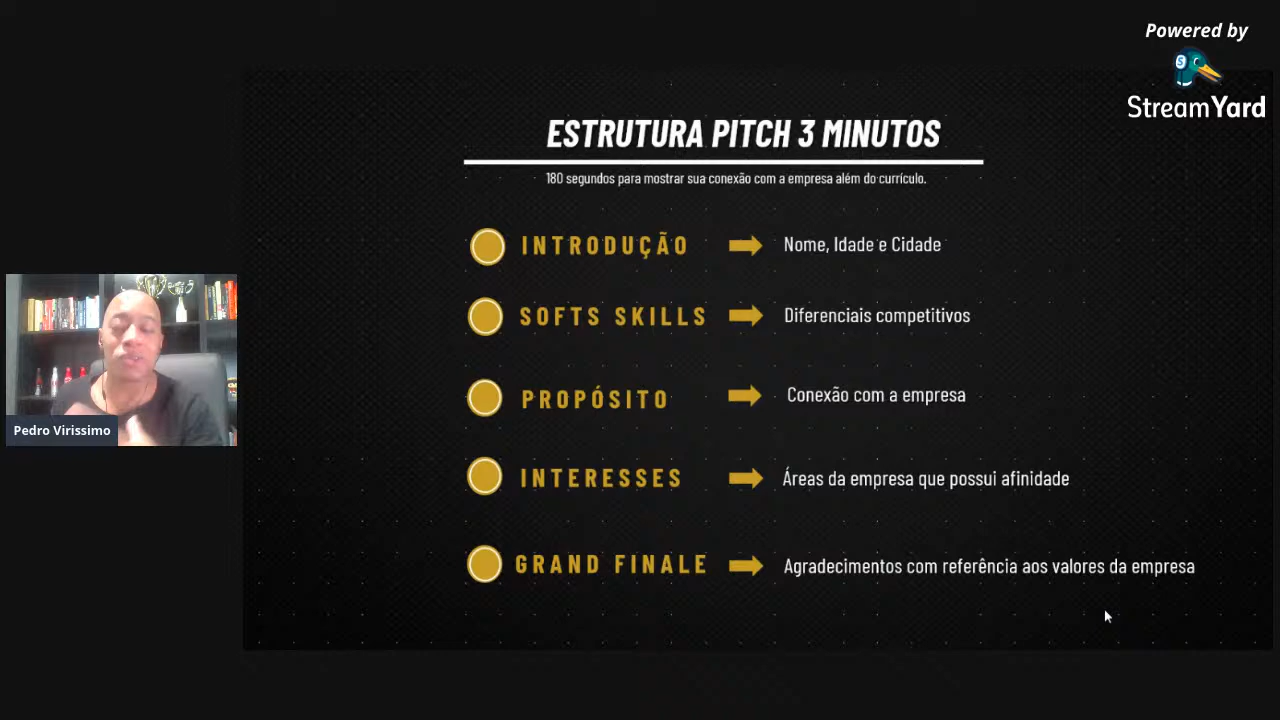 Powered by
StreamYard
ESTRUTURA PITCH 3 MINUTOS
180 segundos para mostrar sua conexão com a empresa além do currículo.
INTRODUÇÃO Nome, Idade e Cidade
SOFTS SKILLS Diferenciais competitivos
PROPÓSITO Conexão com a empresa
INTERESSES Áreas da empresa que possui afinidade
GRAND FINALE Agradecimentos com referência aos valores da empresa
Pedro Virissimo